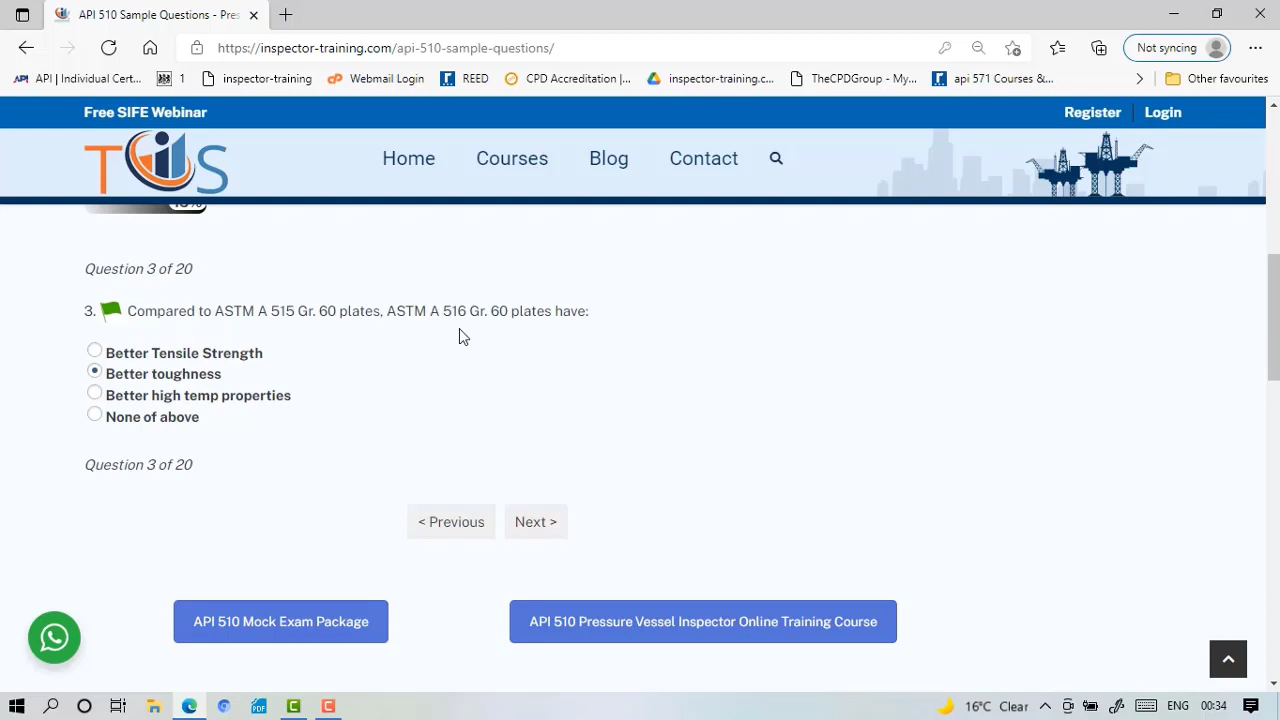 API 510 Sample Questions - Pres
https://inspector-training.com/api-510-sample-questions/
Not syncing
API | Individual Cert...
1
inspector-training
Webmail Login
REED
CPD Accreditation |...
inspector-training.c...
TheCPDGroup - My...
api 571 Courses &...
Other favourites
Free SIFE Webinar
Register
Login
TIS
Home
Courses
Blog
Contact
Question 3 of 20
3. Compared to ASTM A 515 Gr. 60 plates, ASTM A 516 Gr. 60 plates have:
Better Tensile Strength
Better toughness
Better high temp properties
None of above
Question 3 of 20
< Previous
Next >
API 510 Mock Exam Package
API 510 Pressure Vessel Inspector Online Training Course
16°C Clear
ENG
00:34